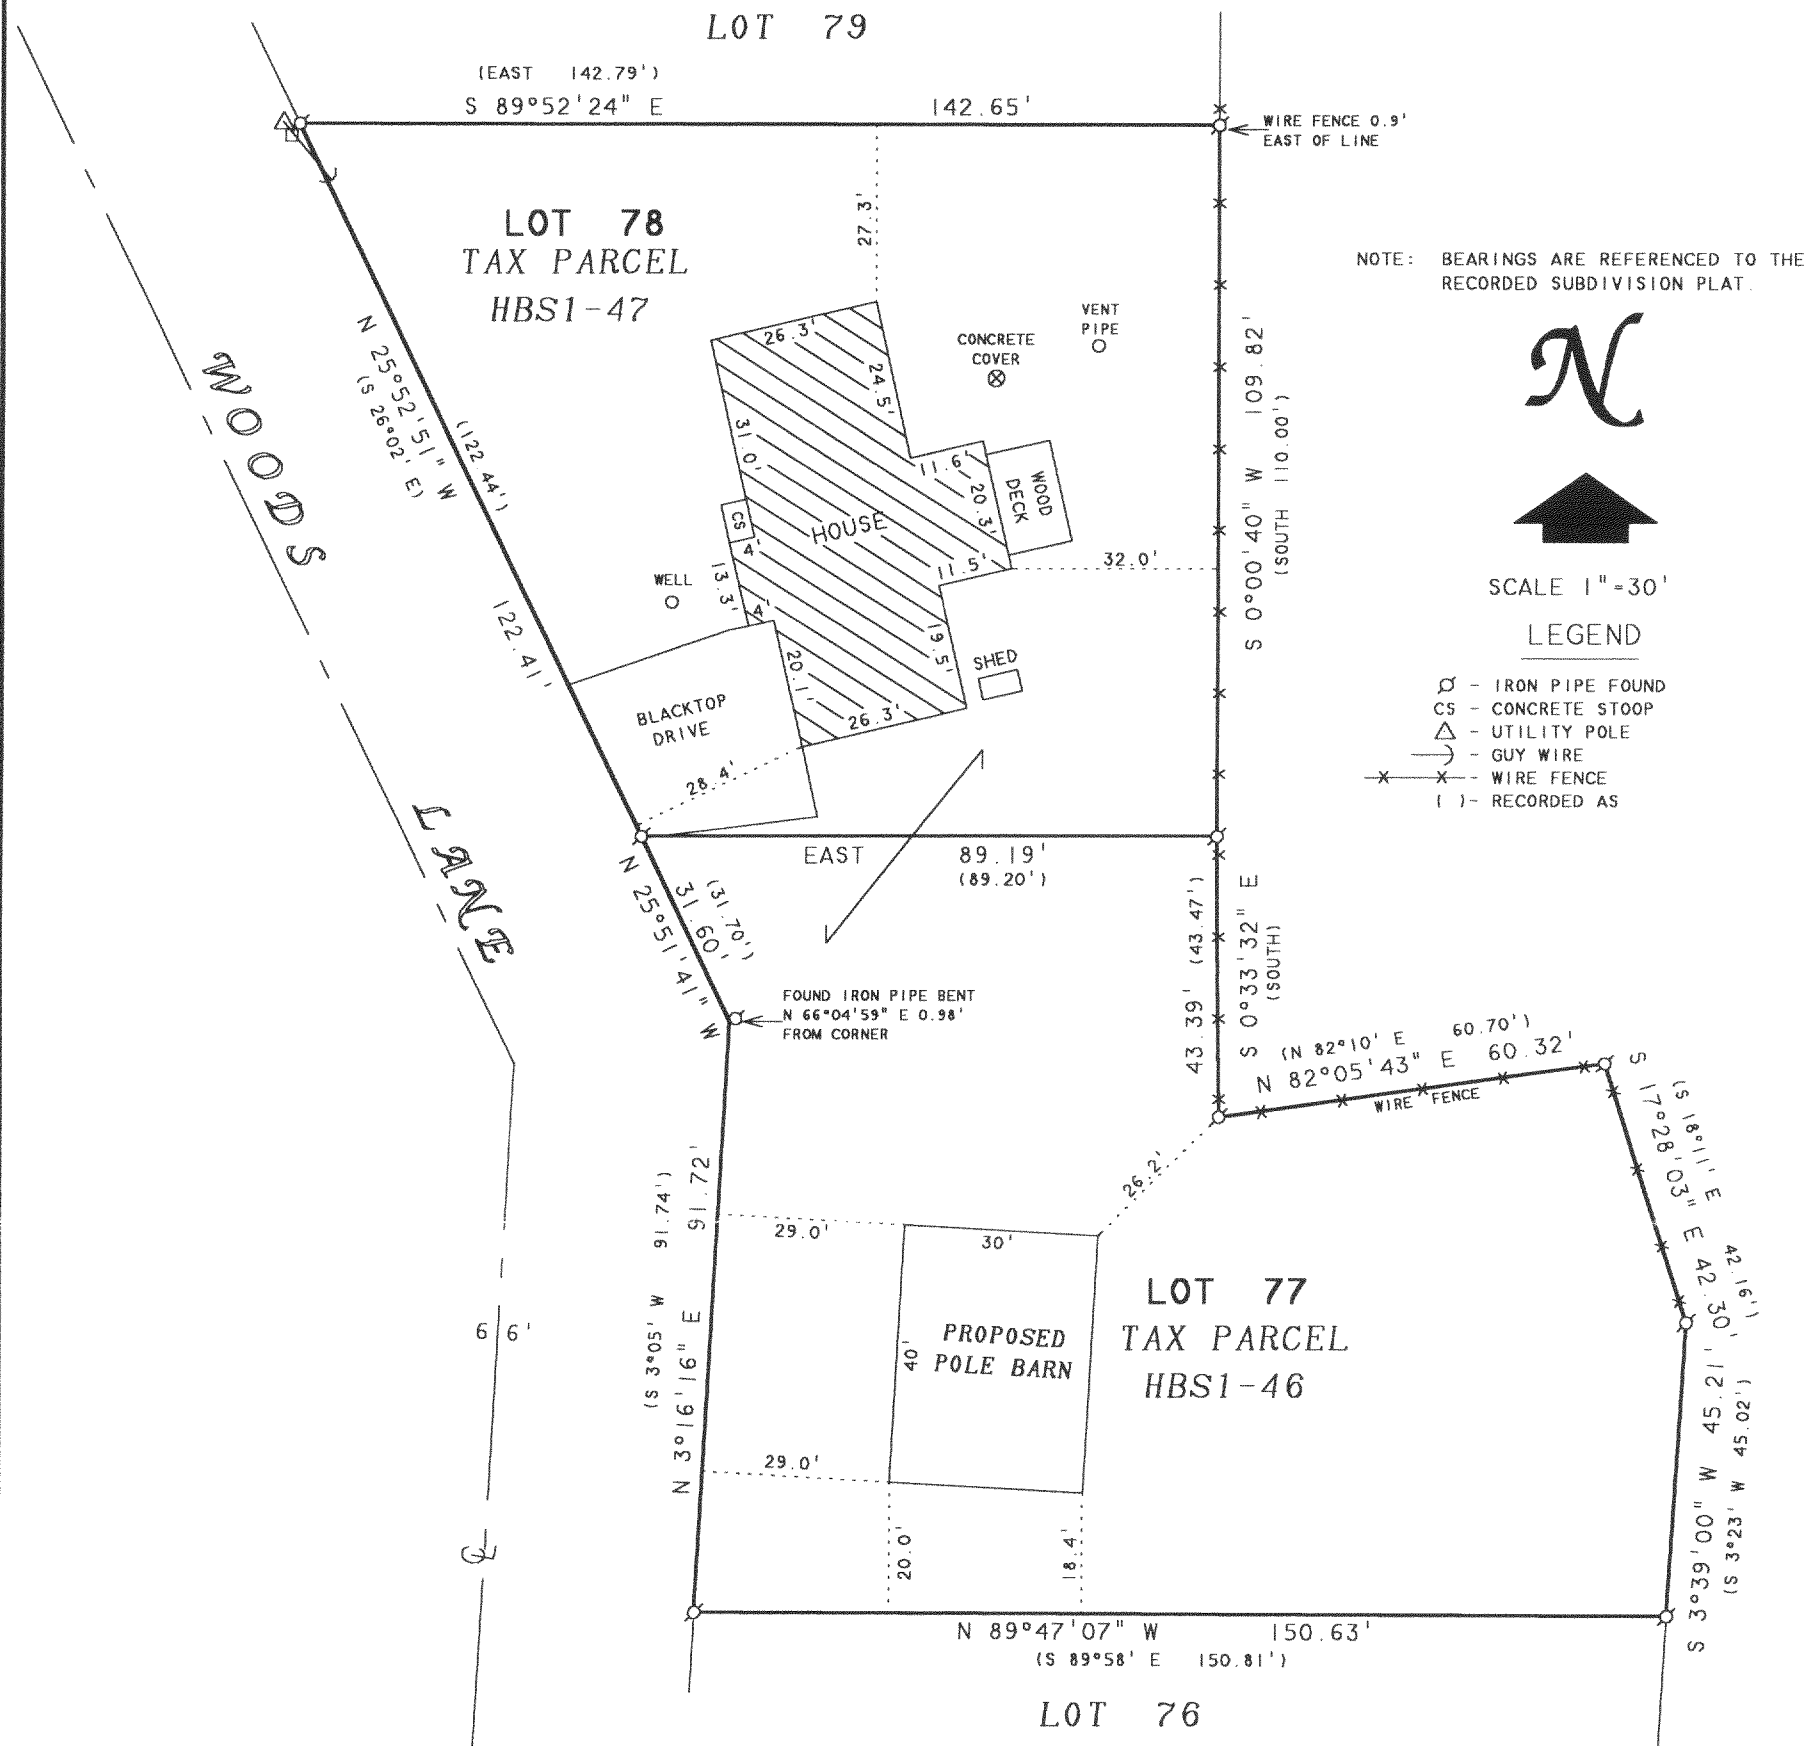 LOT 79
(EAST 142.79')
S 89°52'24" E 142.65'
WIRE FENCE 0.9'
EAST OF LINE
LOT 78
TAX PARCEL
HBS1-47
27.3'
NOTE: BEARINGS ARE REFERENCED TO THE
RECORDED SUBDIVISION PLAT.
N
SCALE 1"=30'
LEGEND
- IRON PIPE FOUND
CS - CONCRETE STOOP
- UTILITY POLE
- GUY WIRE
x x - WIRE FENCE
( ) - RECORDED AS
VENT
PIPE
CONCRETE
COVER
N 25°52'51" W
(S 26°02' E)
(122.44')
122.41'
WOODS
LANE
26.3'
24.5'
31.0'
11.6'
20.3'
WOOD
DECK
CS
HOUSE
4'
11.5'
32.0'
13.3'
4'
WELL
19.5'
SHED
20.1'
26.3'
BLACKTOP
DRIVE
28.4'
S 0°00'40" W 109.82'
(SOUTH 110.00')
EAST 89.19'
(89.20')
N 25°51'41" W
31.60'
(31.70')
FOUND IRON PIPE BENT
N 66°04'59" E 0.98'
FROM CORNER
43.39' (43.47')
S 0°33'32" E
(SOUTH)
(N 82°10' E 60.70')
N 82°05'43" E 60.32'
WIRE FENCE
(S 18°11' E 42.16')
S 17°28'03" E 42.30'
26.2'
N 3°16'16" E 91.72'
(S 3°05' W 91.74')
29.0'
30'
40'
PROPOSED
POLE BARN
LOT 77
TAX PARCEL
HBS1-46
66'
29.0'
20.0'
18.4'
S 3°39'00" W 45.21'
(S 3°23' W 45.02')
CL
N 89°47'07" W 150.63'
(S 89°58' E 150.81')
LOT 76